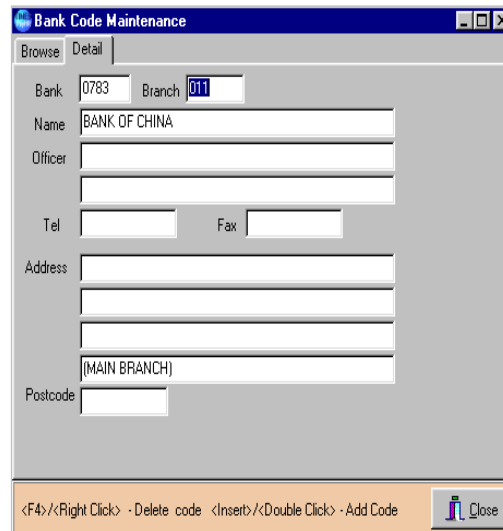 Bank Code Maintenance
Browse Detail
Bank 0783 Branch 011
Name BANK OF CHINA
Officer
Tel Fax
Address
(MAIN BRANCH)
Postcode
<F4>/<Right Click> - Delete code <Insert>/<Double Click> - Add Code Close